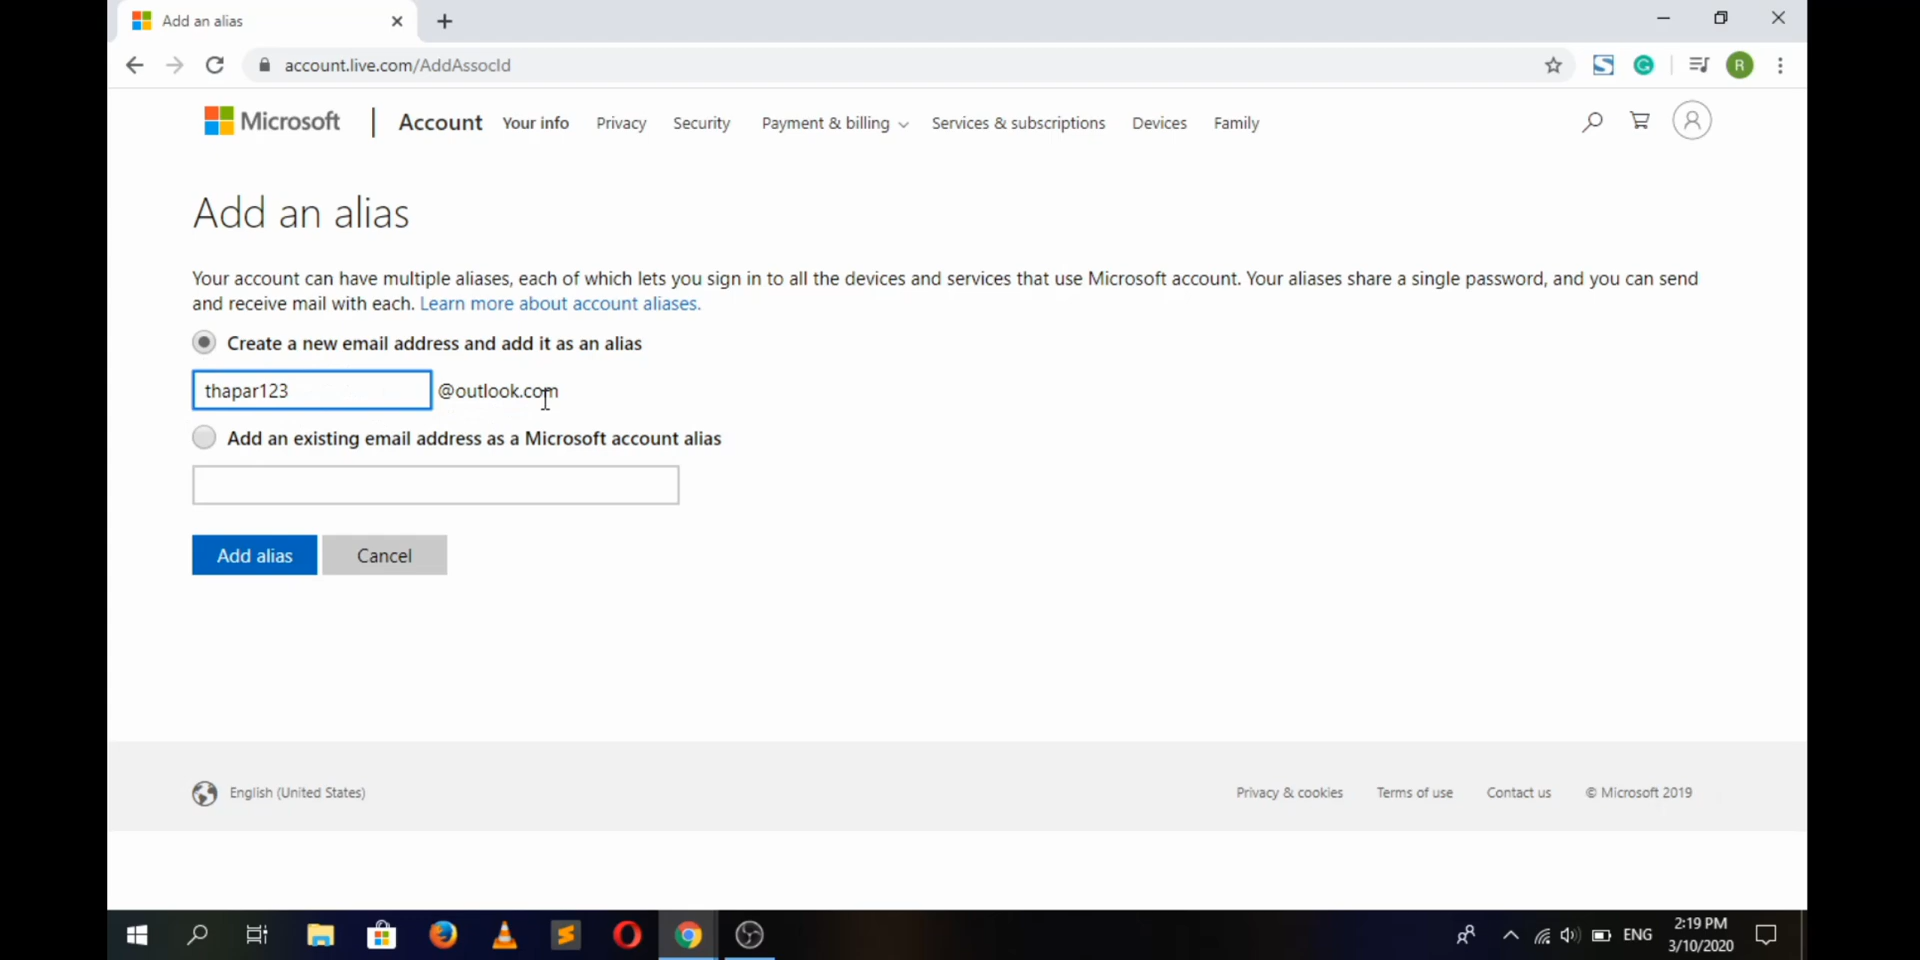 Add an alias
account.live.com/AddAssocId
R
Microsoft | Account Your info Privacy Security Payment & billing Services & subscriptions Devices Family
Add an alias
Your account can have multiple aliases, each of which lets you sign in to all the devices and services that use Microsoft account. Your aliases share a single password, and you can send
and receive mail with each. Learn more about account aliases.
Create a new email address and add it as an alias
thapar123 @outlook.com
Add an existing email address as a Microsoft account alias
Add alias Cancel
English (United States) Privacy & cookies Terms of use Contact us © Microsoft 2019
ENG 2:19 PM
3/10/2020